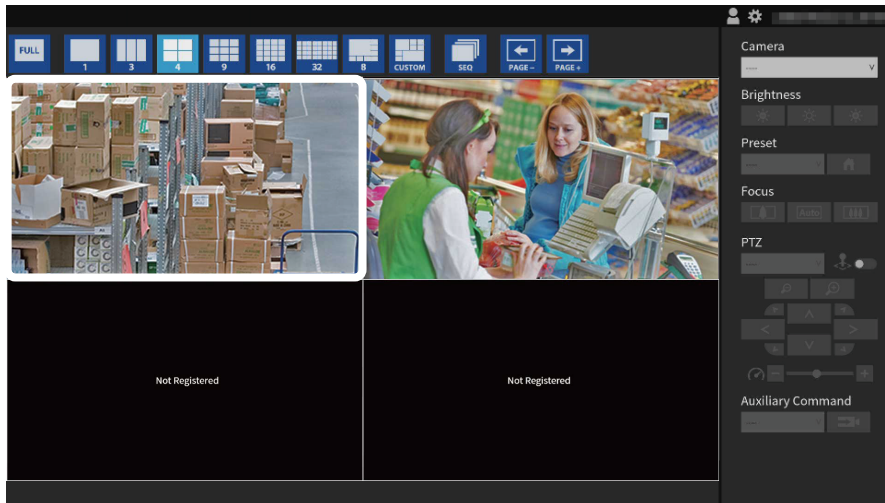 FULL
1
3
4
9
16
32
8
CUSTOM
SEQ
PAGE −
PAGE +
Camera
----
Brightness
Preset
----
Focus
Auto
PTZ
----
Not Registered
Not Registered
Auxiliary Command
----